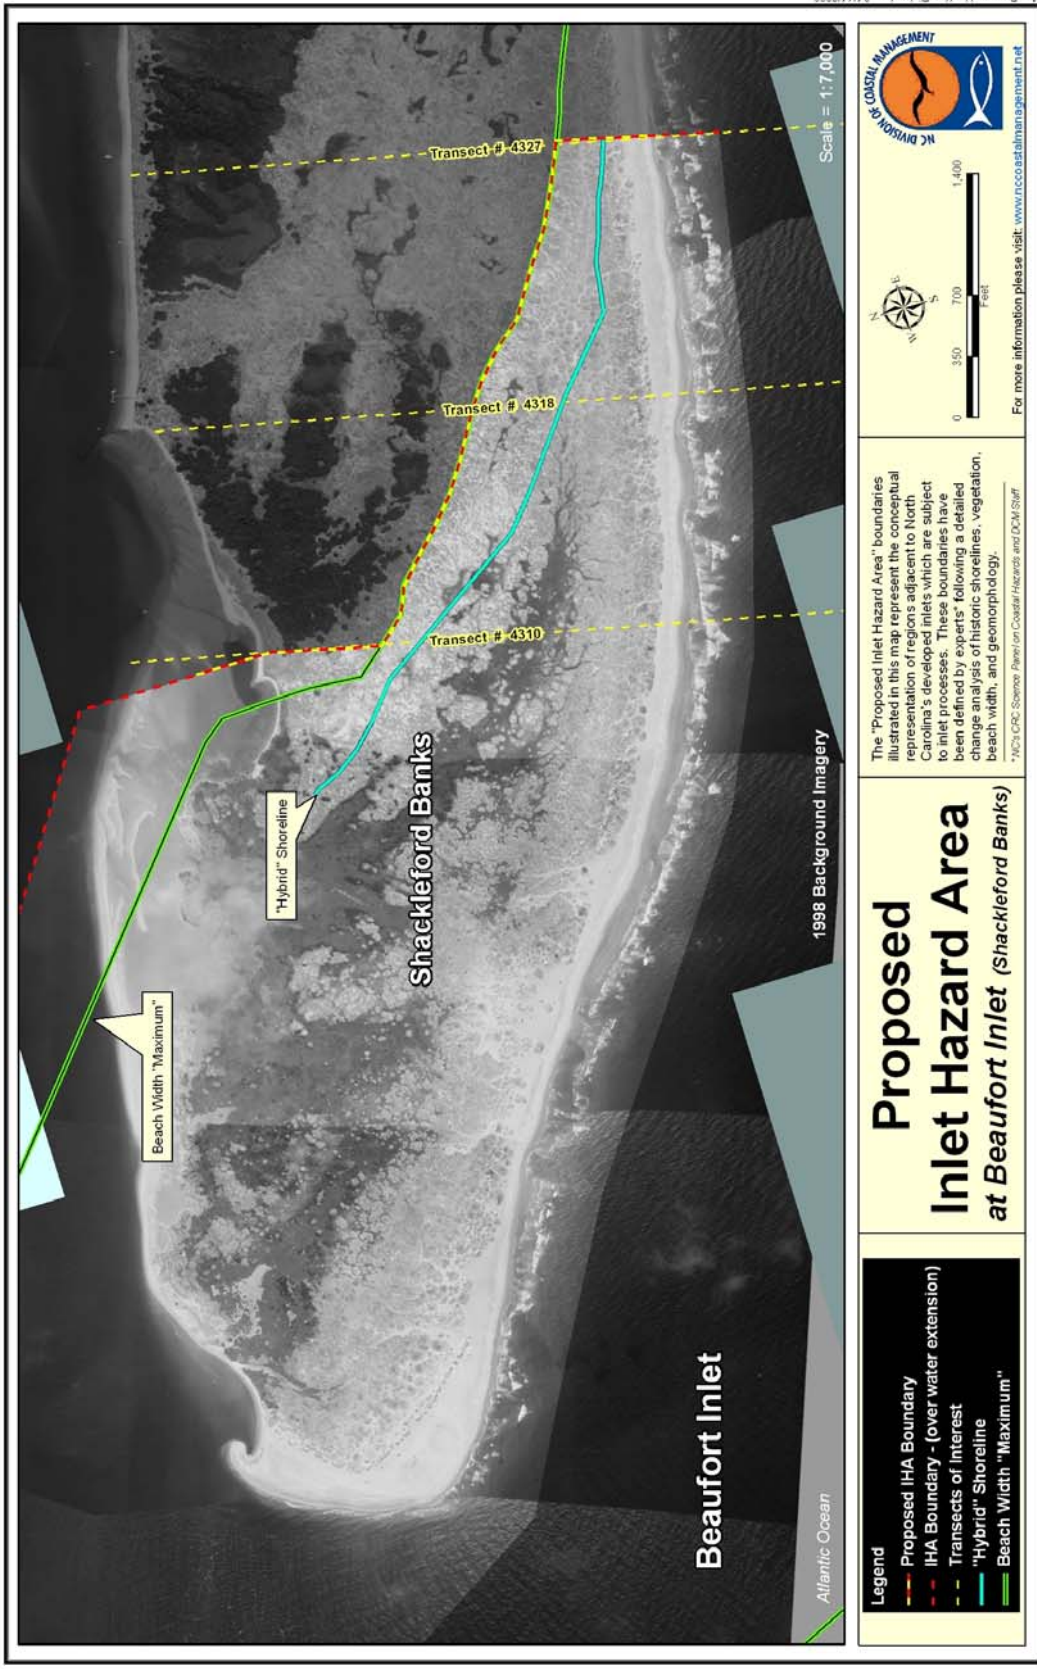 Transect # 4327
Transect # 4318
Transect # 4310
"Hybrid" Shoreline
Beach Width "Maximum"
Shackleford Banks
Beaufort Inlet
Atlantic Ocean
1998 Background Imagery
Scale = 1:7,000
Legend
Proposed IHA Boundary
IHA Boundary - (over water extension)
Transects of Interest
"Hybrid" Shoreline
Beach Width "Maximum"
Proposed
Inlet Hazard Area
at Beaufort Inlet (Shackleford Banks)
The "Proposed Inlet Hazard Area" boundaries
illustrated in this map represent the conceptual
representation of regions adjacent to North
Carolina's developed inlets which are subject
to inlet processes. These boundaries have
been defined by experts* following a detailed
change analysis of historic shorelines, vegetation,
beach width, and geomorphology.
*NC's CRC Science Panel on Coastal Hazards and DCM Staff
N
E
S
W
0 350 700 1,400
Feet
NC DIVISION OF COASTAL MANAGEMENT
For more information please visit: www.nccoastalmanagement.net